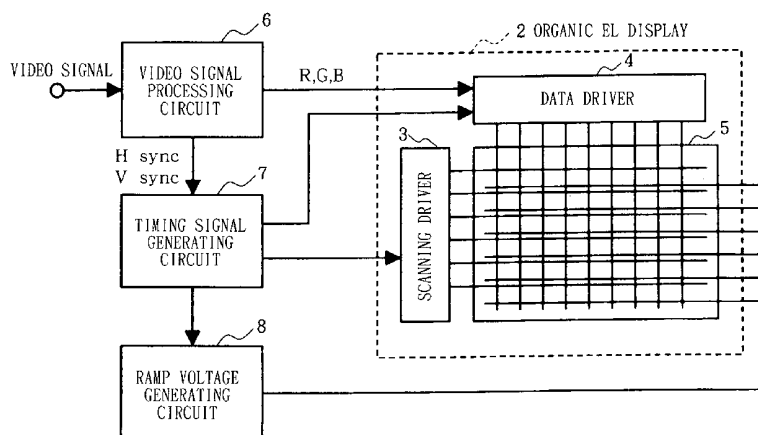 6
2 ORGANIC EL DISPLAY
VIDEO SIGNAL
VIDEO SIGNAL
PROCESSING
CIRCUIT
R,G,B
4
DATA DRIVER
H sync
V sync
7
3
5
TIMING SIGNAL
GENERATING
CIRCUIT
SCANNING DRIVER
8
RAMP VOLTAGE
GENERATING
CIRCUIT